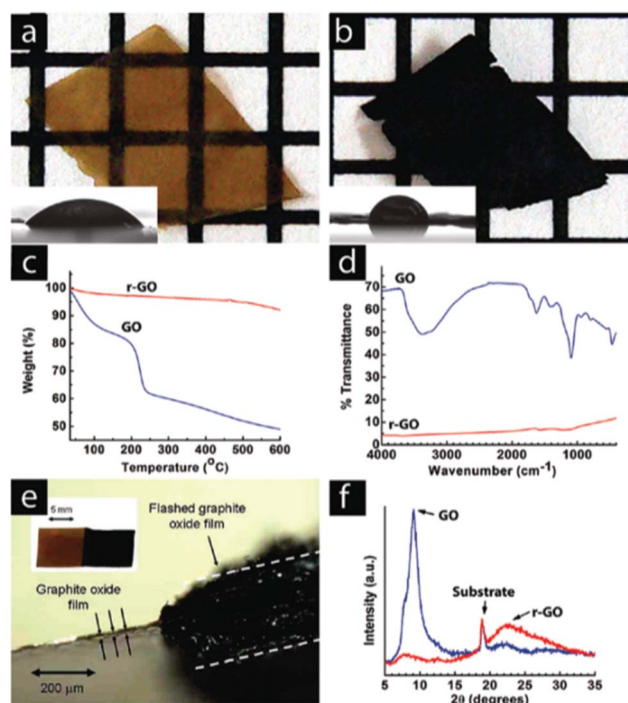 a
b
c
100
90
80
70
60
50
r-GO
GO
Weight (%)
100 200 300 400 500 600
Temperature (°C)
d
70
60
50
40
30
20
10
0
GO
r-GO
% Transmittance
4000 3000 2000 1000
Wavenumber (cm-1)
e
5 mm
Flashed graphite
oxide film
Graphite oxide
film
200 µm
f
GO
Substrate
r-GO
Intensity (a.u.)
5 10 15 20 25 30 35
2θ (degrees)